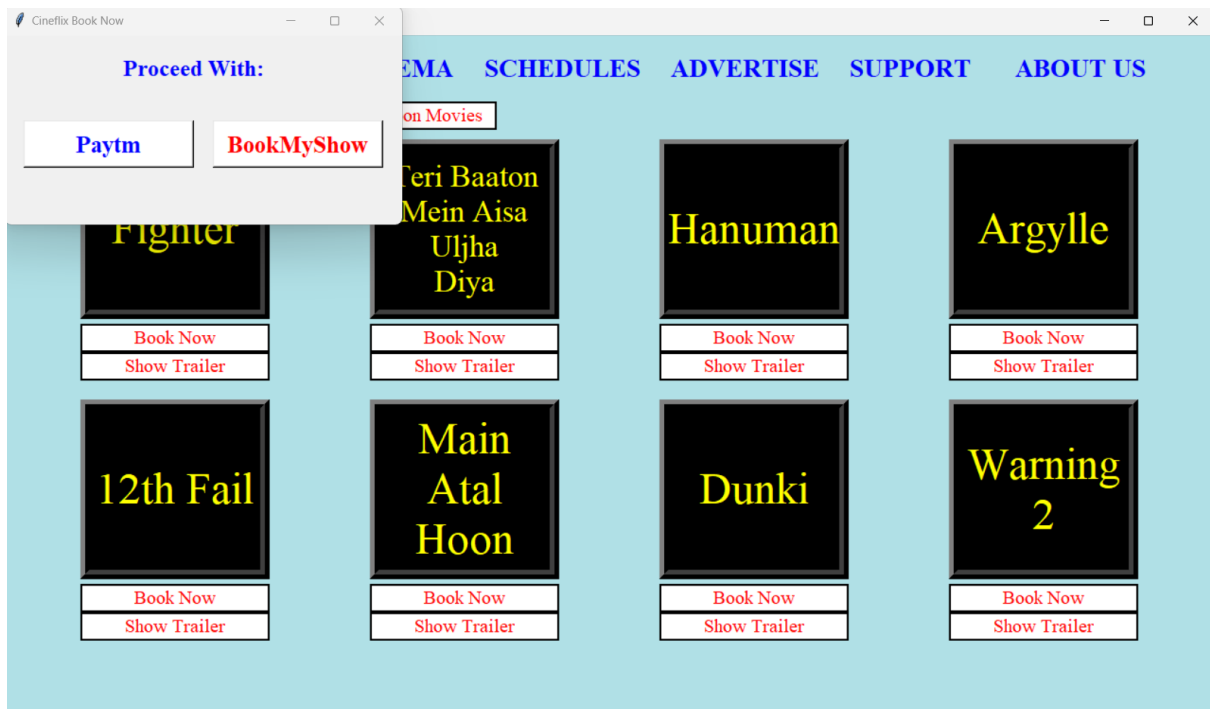 Cineflix Book Now
Proceed With:
Paytm
BookMyShow
EMA SCHEDULES ADVERTISE SUPPORT ABOUT US
on Movies
Fighter
Teri Baaton
Mein Aisa
Uljha
Diya
Hanuman
Argylle
Book Now
Book Now
Book Now
Book Now
Show Trailer
Show Trailer
Show Trailer
Show Trailer
12th Fail
Main
Atal
Hoon
Dunki
Warning
2
Book Now
Book Now
Book Now
Book Now
Show Trailer
Show Trailer
Show Trailer
Show Trailer